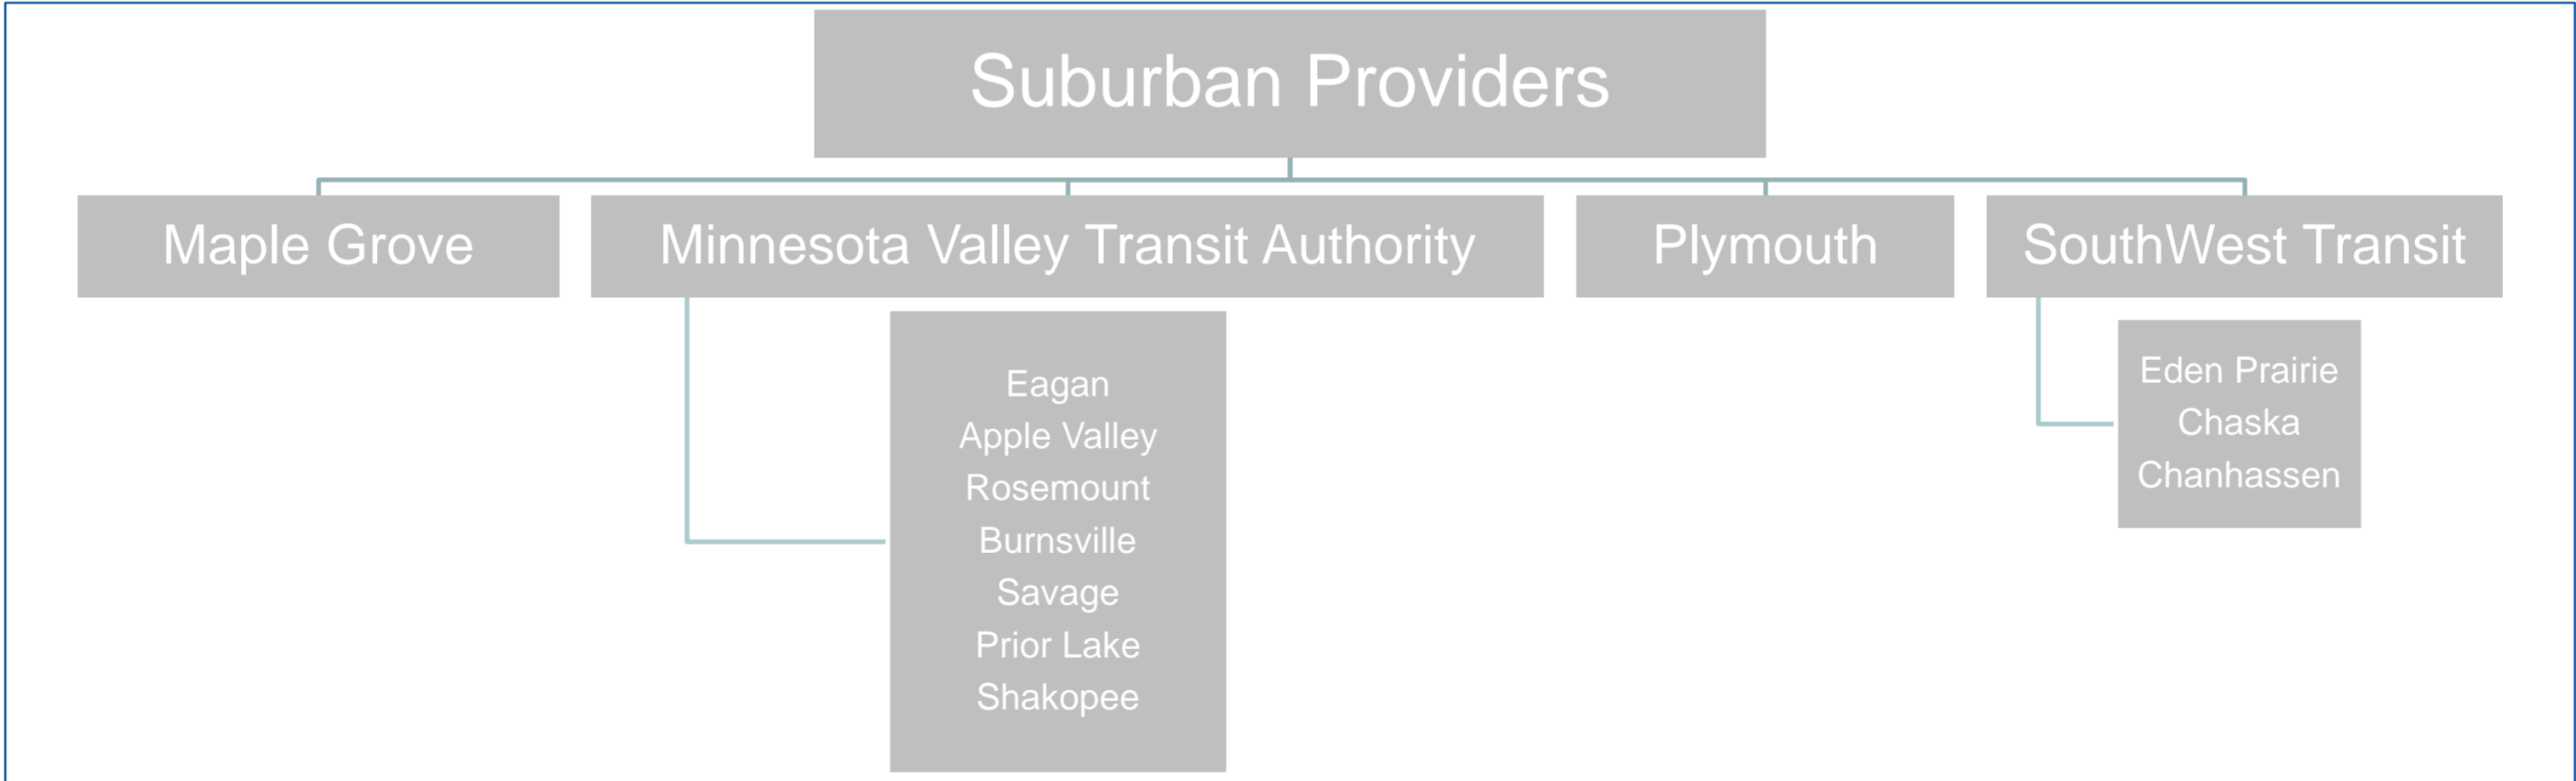 Suburban Providers
Maple Grove
Minnesota Valley Transit Authority
Plymouth
SouthWest Transit
Eagan
Apple Valley
Rosemount
Burnsville
Savage
Prior Lake
Shakopee
Eden Prairie
Chaska
Chanhassen